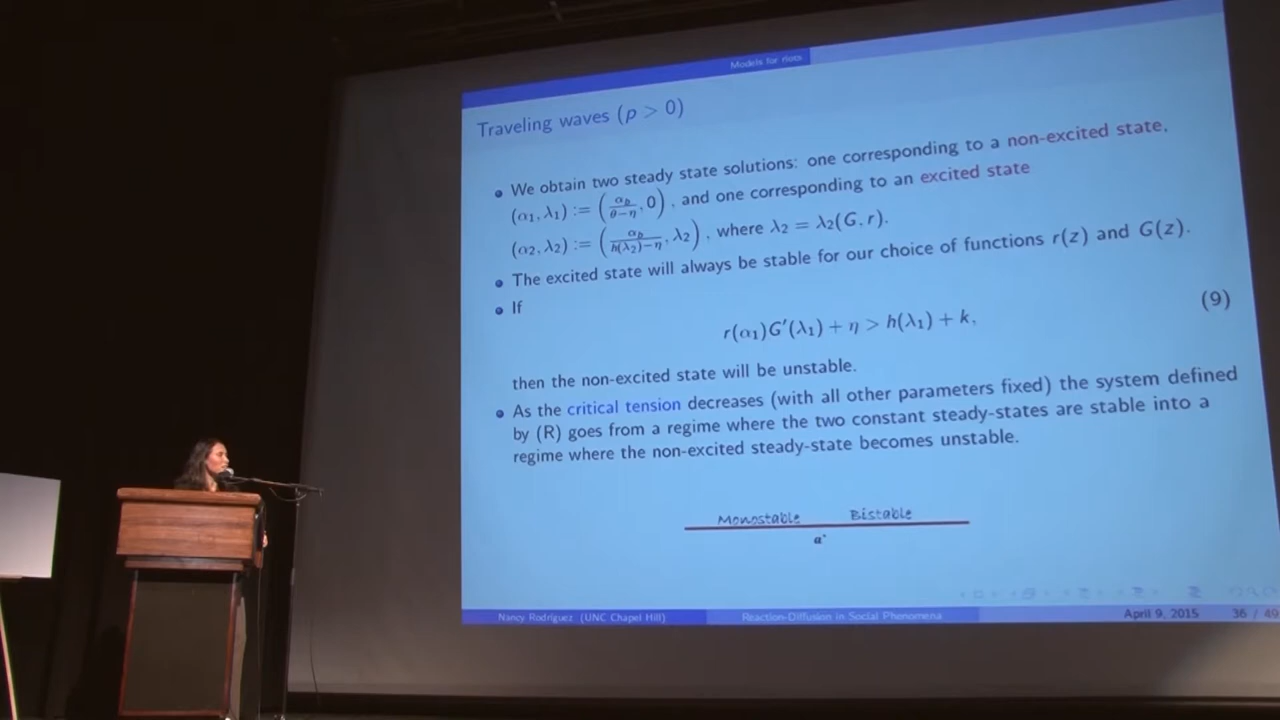 Models for riots
Traveling waves (p > 0)
We obtain two steady state solutions: one corresponding to a non-excited state,
(α₁, λ₁) := (α_b/(θ−η), 0), and one corresponding to an excited state
(α₂, λ₂) := (α_b/(h(λ₂)−η), λ₂), where λ₂ = λ₂(G, r).
The excited state will always be stable for our choice of functions r(z) and G(z).
If
r(α₁)G′(λ₁) + η > h(λ₁) + k, (9)
then the non-excited state will be unstable.
As the critical tension decreases (with all other parameters fixed) the system defined
by (R) goes from a regime where the two constant steady-states are stable into a
regime where the non-excited steady-state becomes unstable.
Monostable Bistable
a*
Nancy Rodríguez (UNC Chapel Hill) Reaction-Diffusion in Social Phenomena April 9, 2015 36 / 49